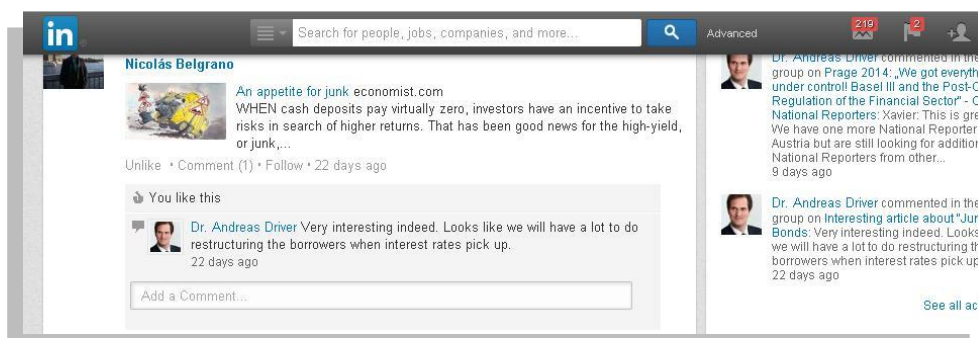 in
Search for people, jobs, companies, and more...
Advanced
219
2
Nicolás Belgrano
An appetite for junk economist.com
WHEN cash deposits pay virtually zero, investors have an incentive to take
risks in search of higher returns. That has been good news for the high-yield,
or junk,...
Unlike • Comment (1) • Follow • 22 days ago
You like this
Dr. Andreas Driver Very interesting indeed. Looks like we will have a lot to do
restructuring the borrowers when interest rates pick up.
22 days ago
Add a Comment...
Dr. Andreas Driver commented in the
group on Prage 2014: „We got everyth
under control! Basel III and the Post-C
Regulation of the Financial Sector" - C
National Reporters: Xavier: This is gre
We have one more National Reporter
Austria but are still looking for addition
National Reporters from other...
9 days ago
Dr. Andreas Driver commented in the
group on Interesting article about "Jun
Bonds: Very interesting indeed. Looks
we will have a lot to do restructuring th
borrowers when interest rates pick up
22 days ago
See all ac